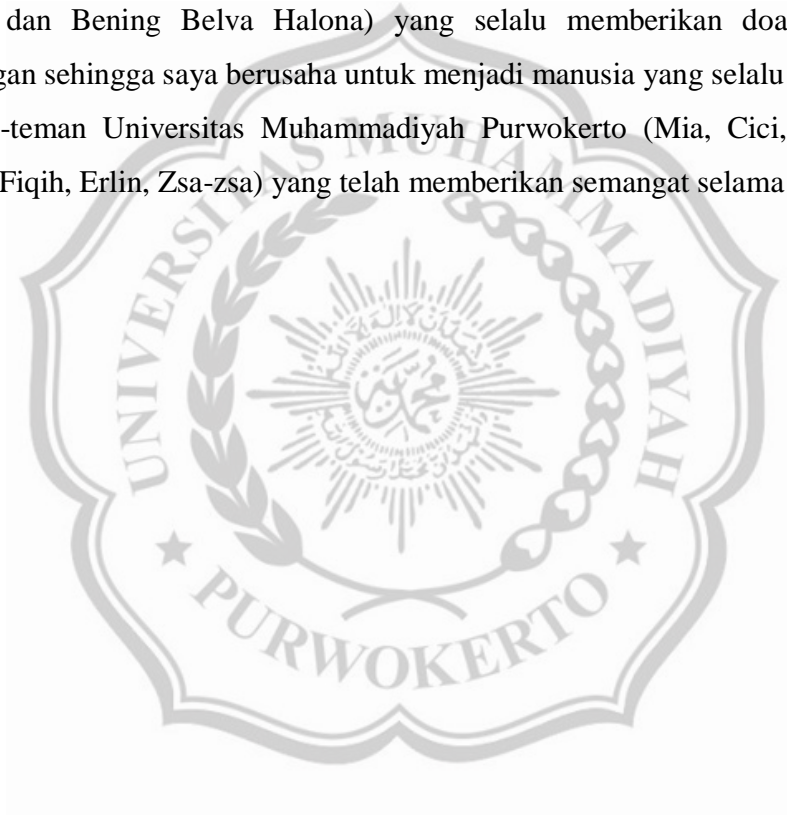 dan Bening Belva Halona) yang selalu memberikan doa
gan sehingga saya berusaha untuk menjadi manusia yang selalu
-teman Universitas Muhammadiyah Purwokerto (Mia, Cici,
Fiqih, Erlin, Zsa-zsa) yang telah memberikan semangat selama
UNIVERSITAS MUHAMMADIYAH
PURWOKERTO